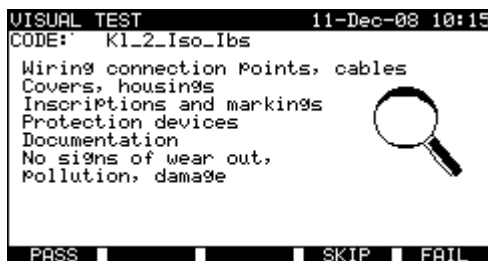 VISUAL TEST 11-Dec-08 10:15
CODE: Kl_2_Iso_Ibs
Wiring connection points, cables
Covers, housings
Inscriptions and markings
Protection devices
Documentation
No signs of wear out,
pollution, damage
PASS SKIP FAIL